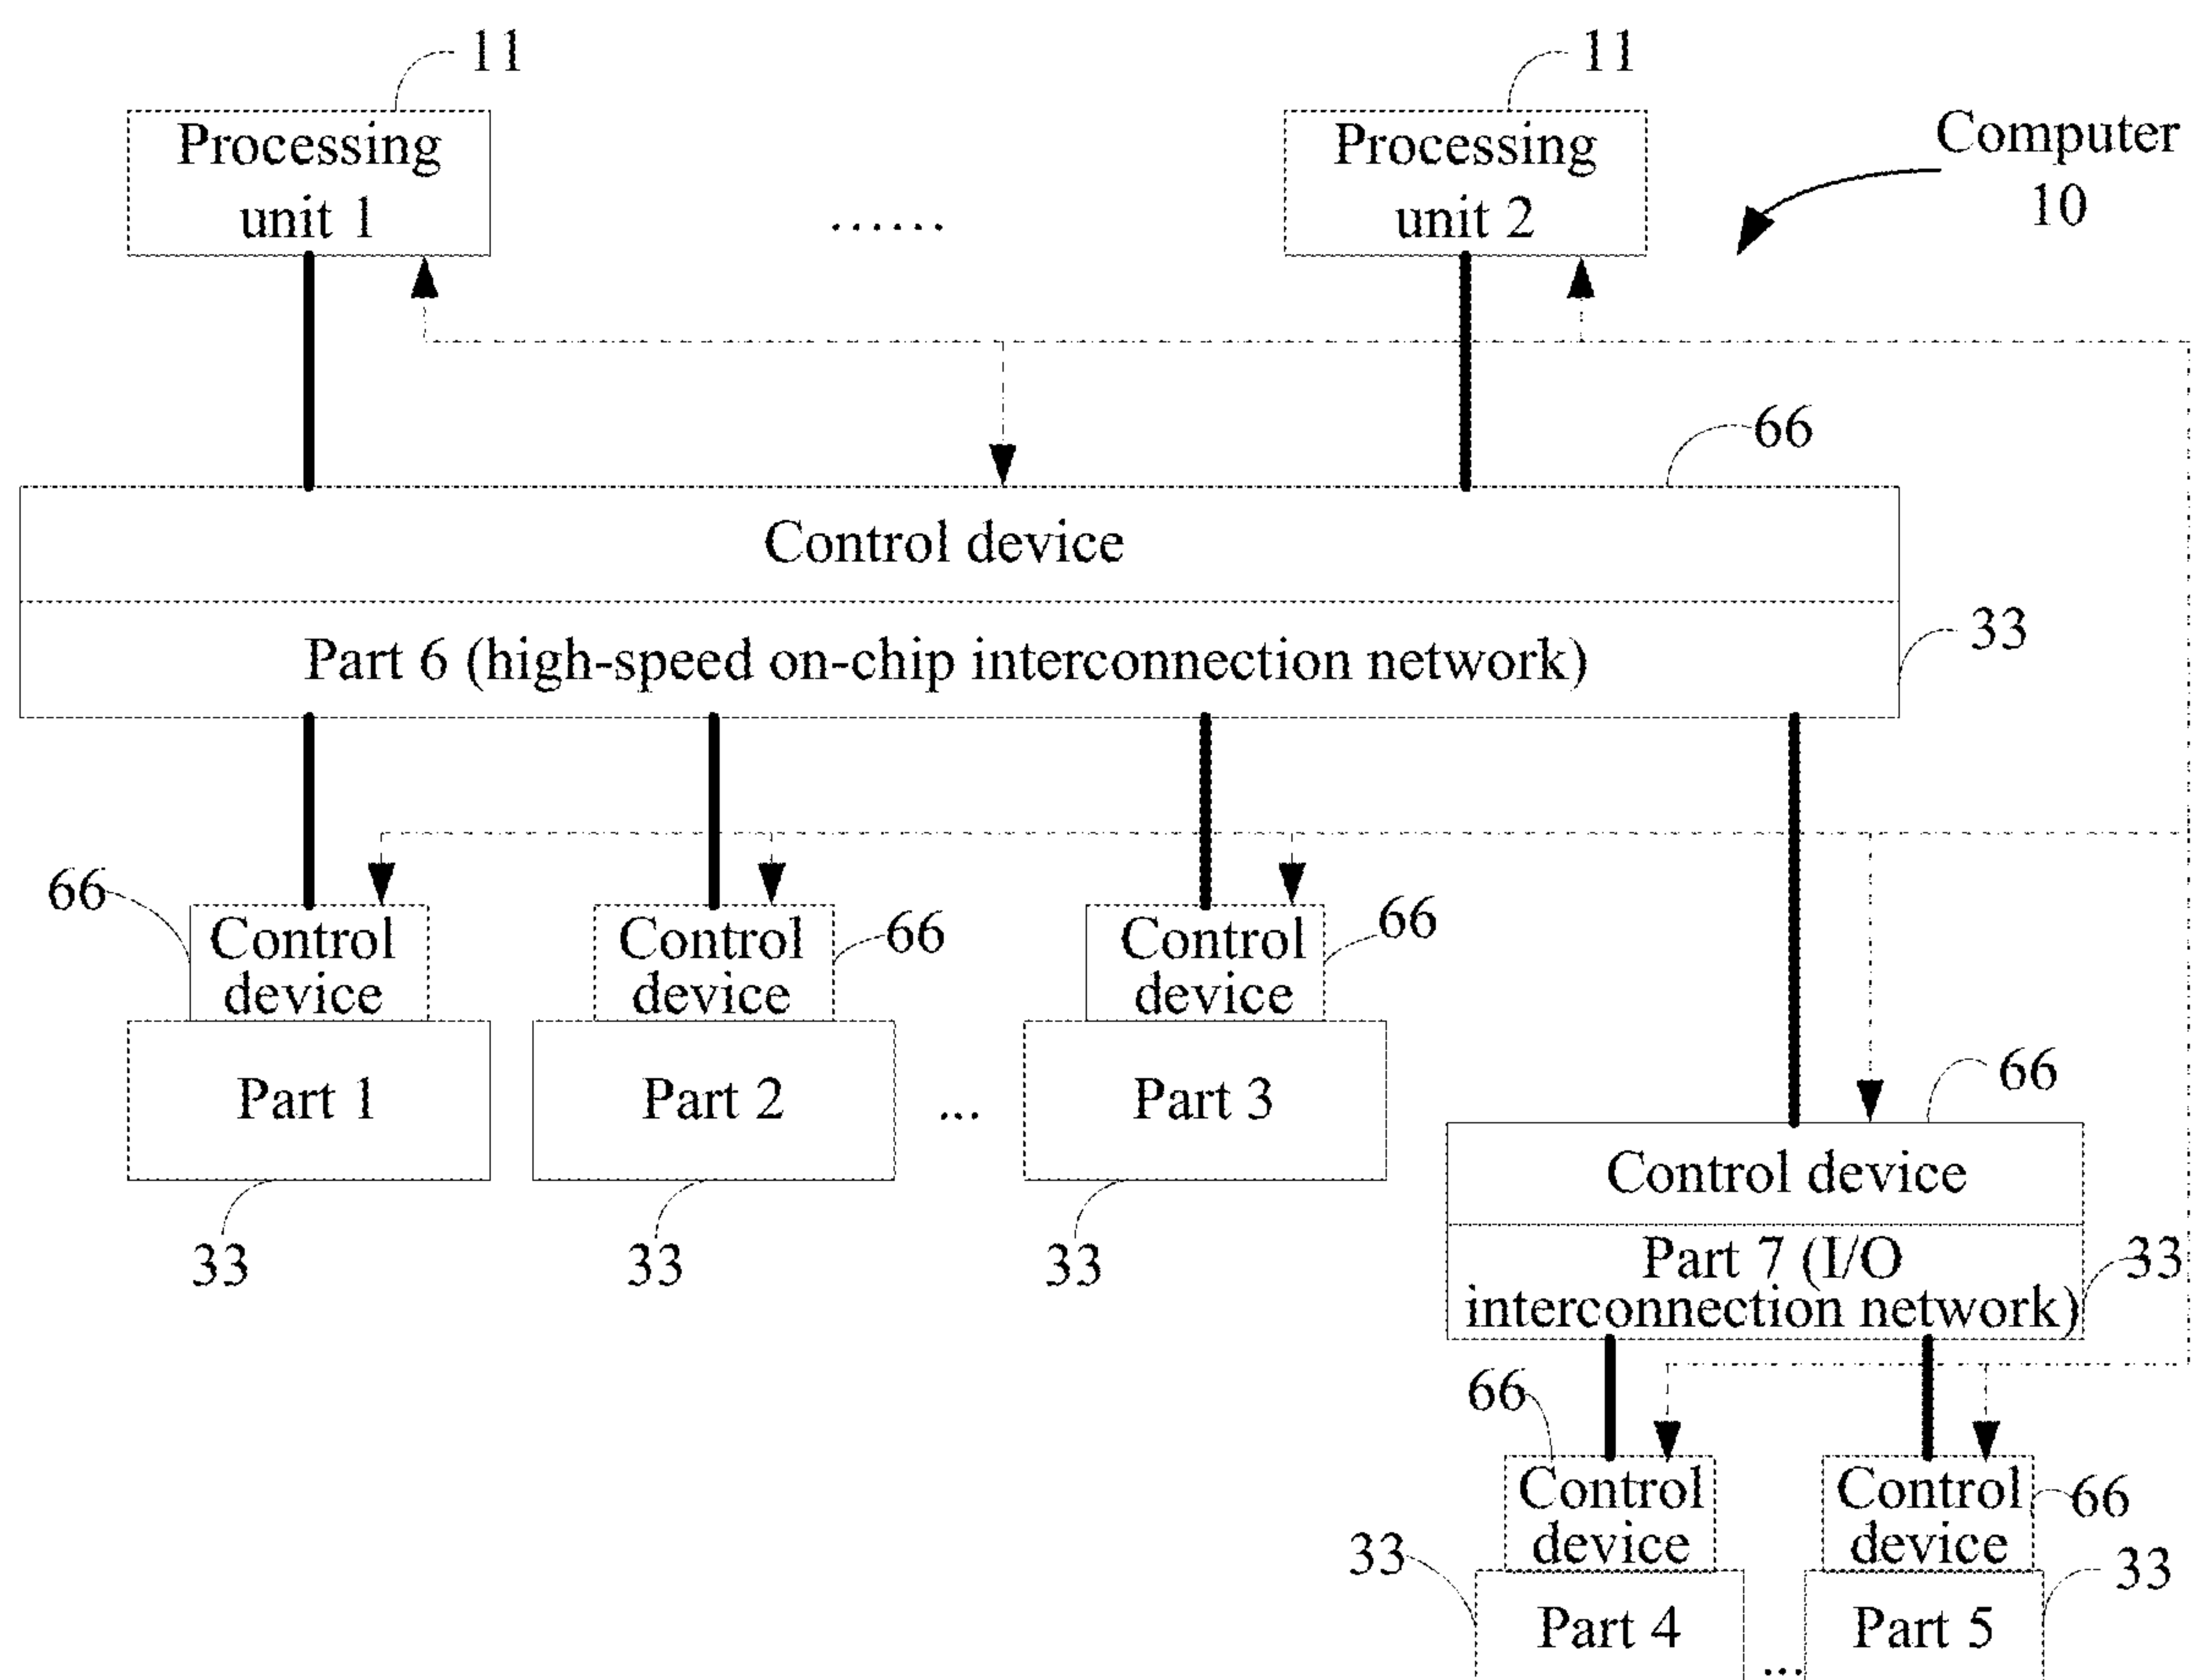 11
11
Processing
unit 1
......
Processing
unit 2
Computer
10
66
Control device
Part 6 (high-speed on-chip interconnection network)
33
66
Control
device
Control
device
66
Control
device
66
Part 1
Part 2
...
Part 3
33
33
33
66
Control device
Part 7 (I/O
interconnection network)
33
66
Control
device
Control
device
66
33
Part 4
...
Part 5
33